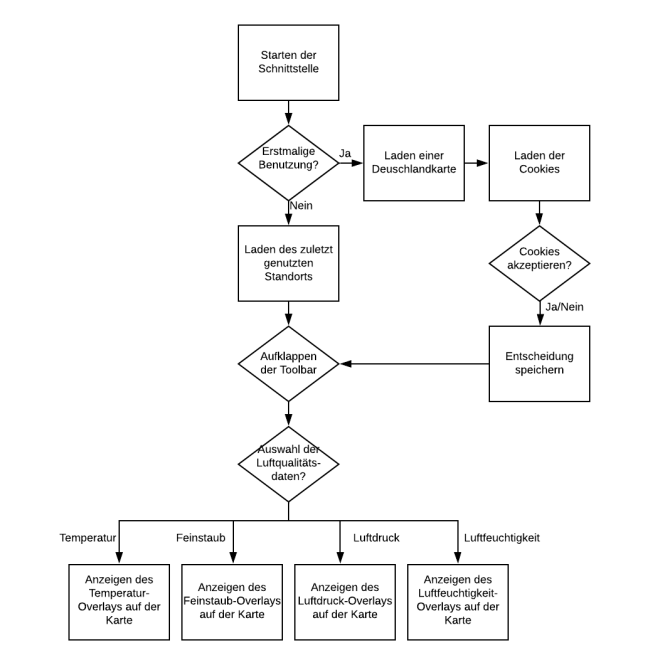 Starten der
Schnittstelle
Erstmalige
Benutzung?
Ja
Laden einer
Deuschlandkarte
Laden der
Cookies
Nein
Laden des zuletzt
genutzten
Standorts
Cookies
akzeptieren?
Ja/Nein
Aufklappen
der Toolbar
Entscheidung
speichern
Auswahl der
Luftqualitäts-
daten?
Temperatur
Feinstaub
Luftdruck
Luftfeuchtigkeit
Anzeigen des
Temperatur-
Overlays auf der
Karte
Anzeigen des
Feinstaub-Overlays
auf der Karte
Anzeigen des
Luftdruck-Overlays
auf der Karte
Anzeigen des
Luftfeuchtigkeit-
Overlays auf der
Karte